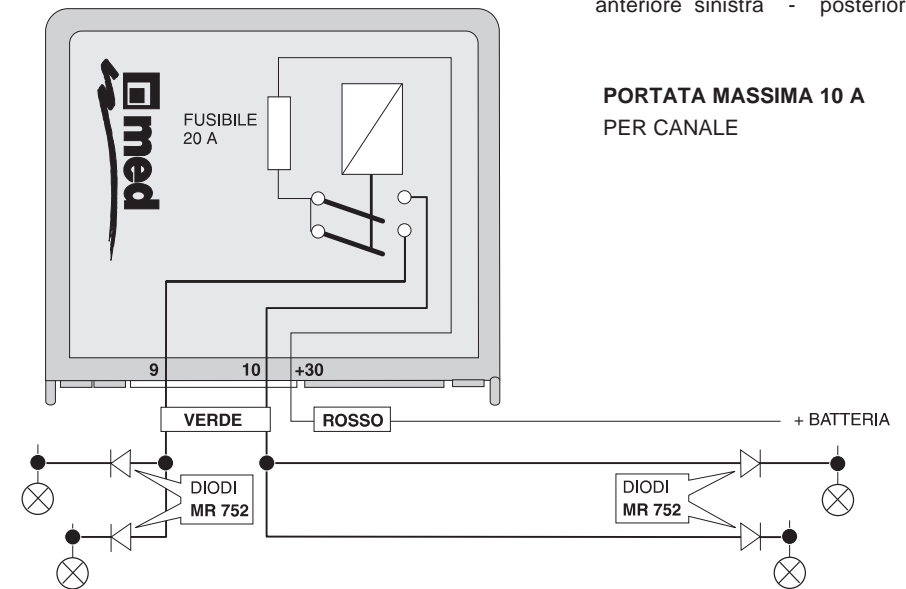 anteriore sinistra - posterior
PORTATA MASSIMA 10 A
PER CANALE
med
FUSIBILE
20 A
9 10 +30
VERDE ROSSO + BATTERIA
DIODI
MR 752
DIODI
MR 752